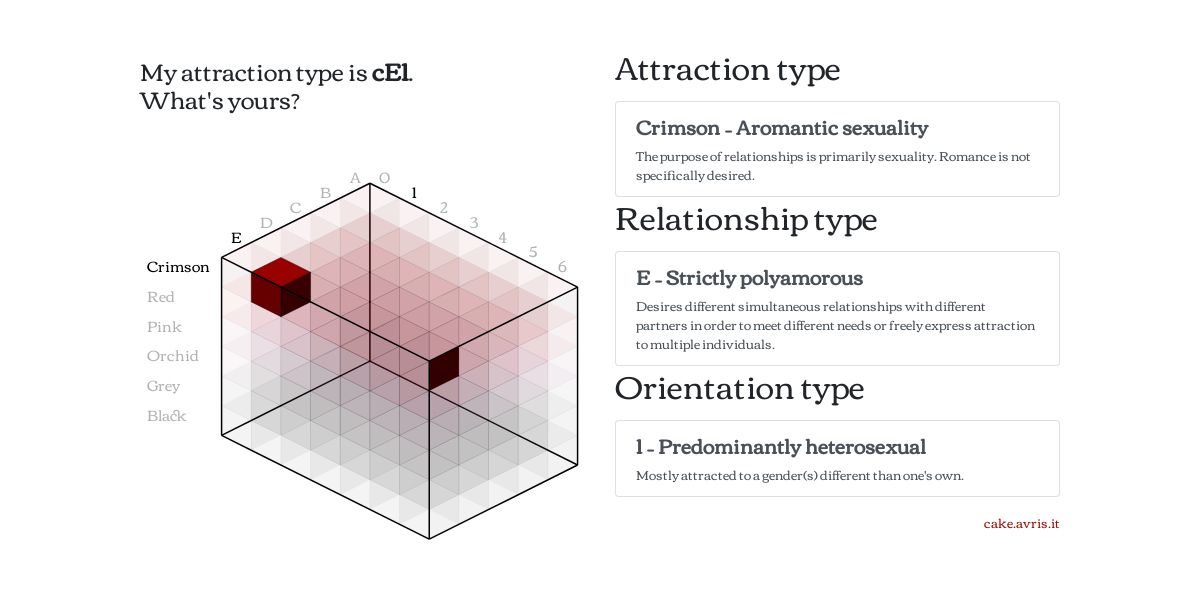 My attraction type is cE1.
What's yours?
A O
B 1
C 2
D 3
E 4
5
6
Crimson
Red
Pink
Orchid
Grey
Black
Attraction type
Crimson - Aromantic sexuality
The purpose of relationships is primarily sexuality. Romance is not
specifically desired.
Relationship type
E - Strictly polyamorous
Desires different simultaneous relationships with different
partners in order to meet different needs or freely express attraction
to multiple individuals.
Orientation type
1 - Predominantly heterosexual
Mostly attracted to a gender(s) different than one's own.
cake.avris.it